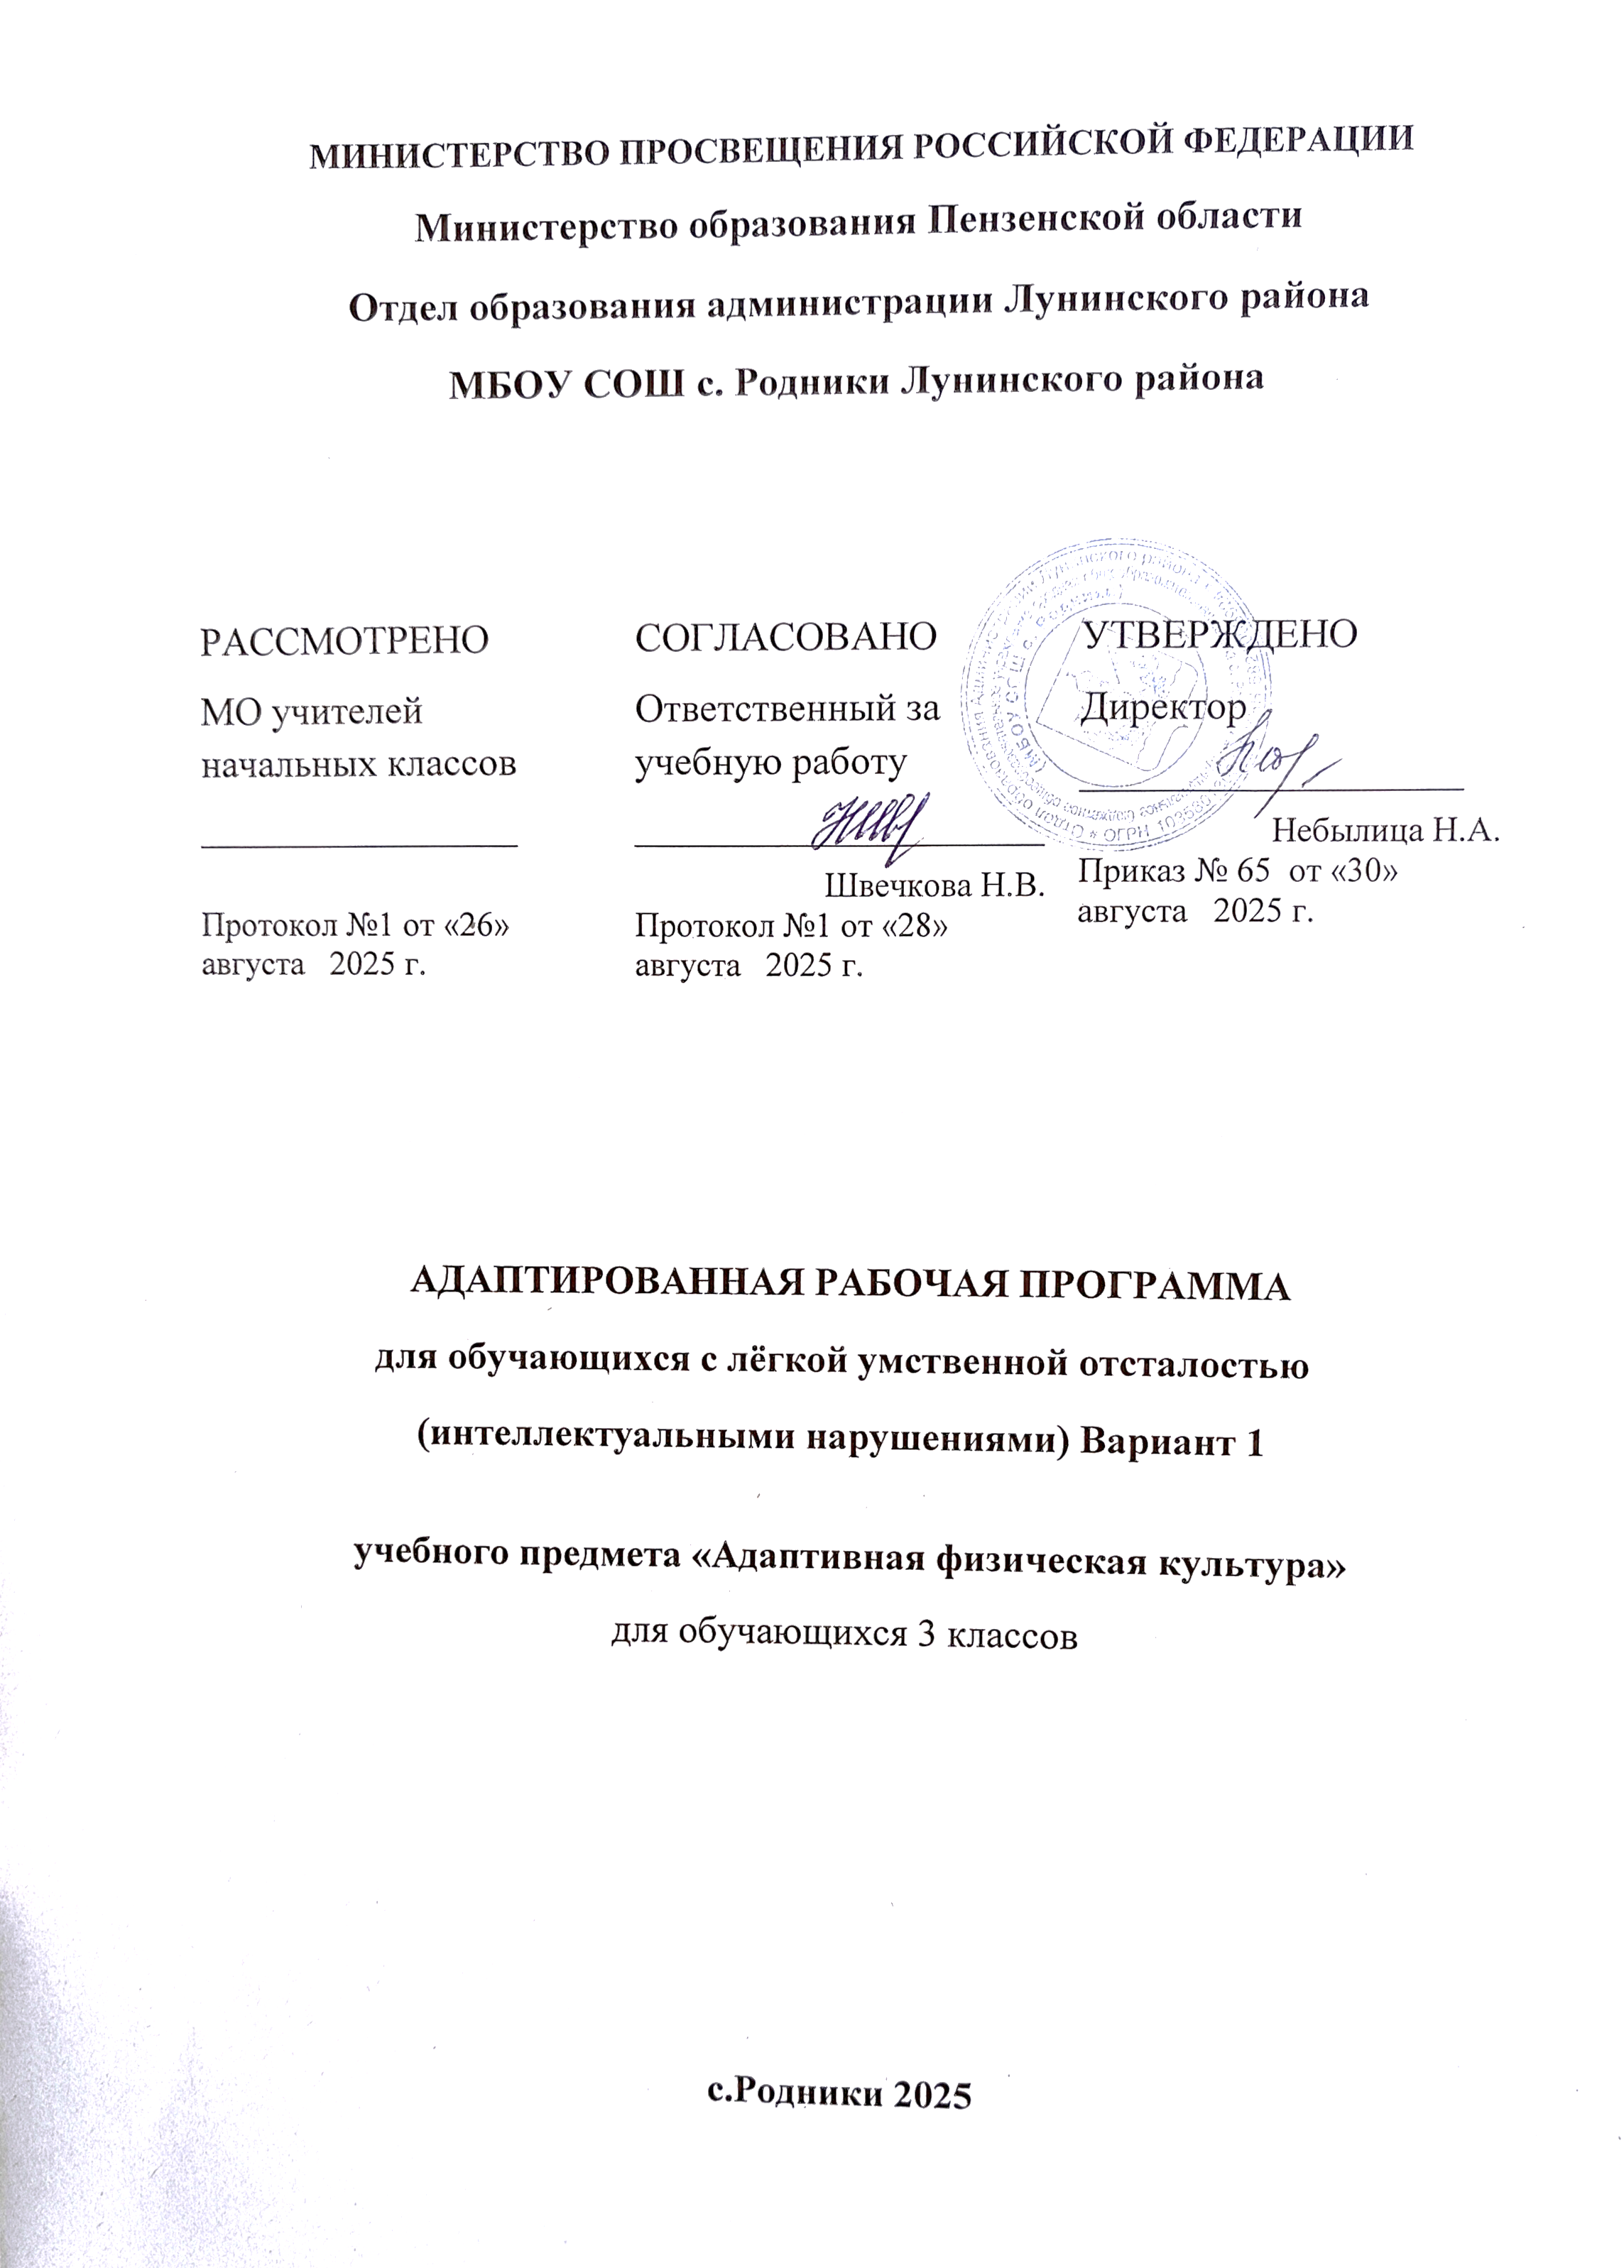 МИНИСТЕРСТВО ПРОСВЕЩЕНИЯ РОССИЙСКОЙ ФЕДЕРАЦИИ
Министерство образования Пензенской области
Отдел образования администрации Лунинского района
МБОУ СОШ с. Родники Лунинского района
РАССМОТРЕНО
МО учителей
начальных классов
Протокол №1 от «26»
августа 2025 г.
СОГЛАСОВАНО
Ответственный за
учебную работу
Швечкова Н.В.
Протокол №1 от «28»
августа 2025 г.
УТВЕРЖДЕНО
Директор
Небылица Н.А.
Приказ № 65 от «30»
августа 2025 г.
АДАПТИРОВАННАЯ РАБОЧАЯ ПРОГРАММА
для обучающихся с лёгкой умственной отсталостью
(интеллектуальными нарушениями) Вариант 1
учебного предмета «Адаптивная физическая культура»
для обучающихся 3 классов
с.Родники 2025